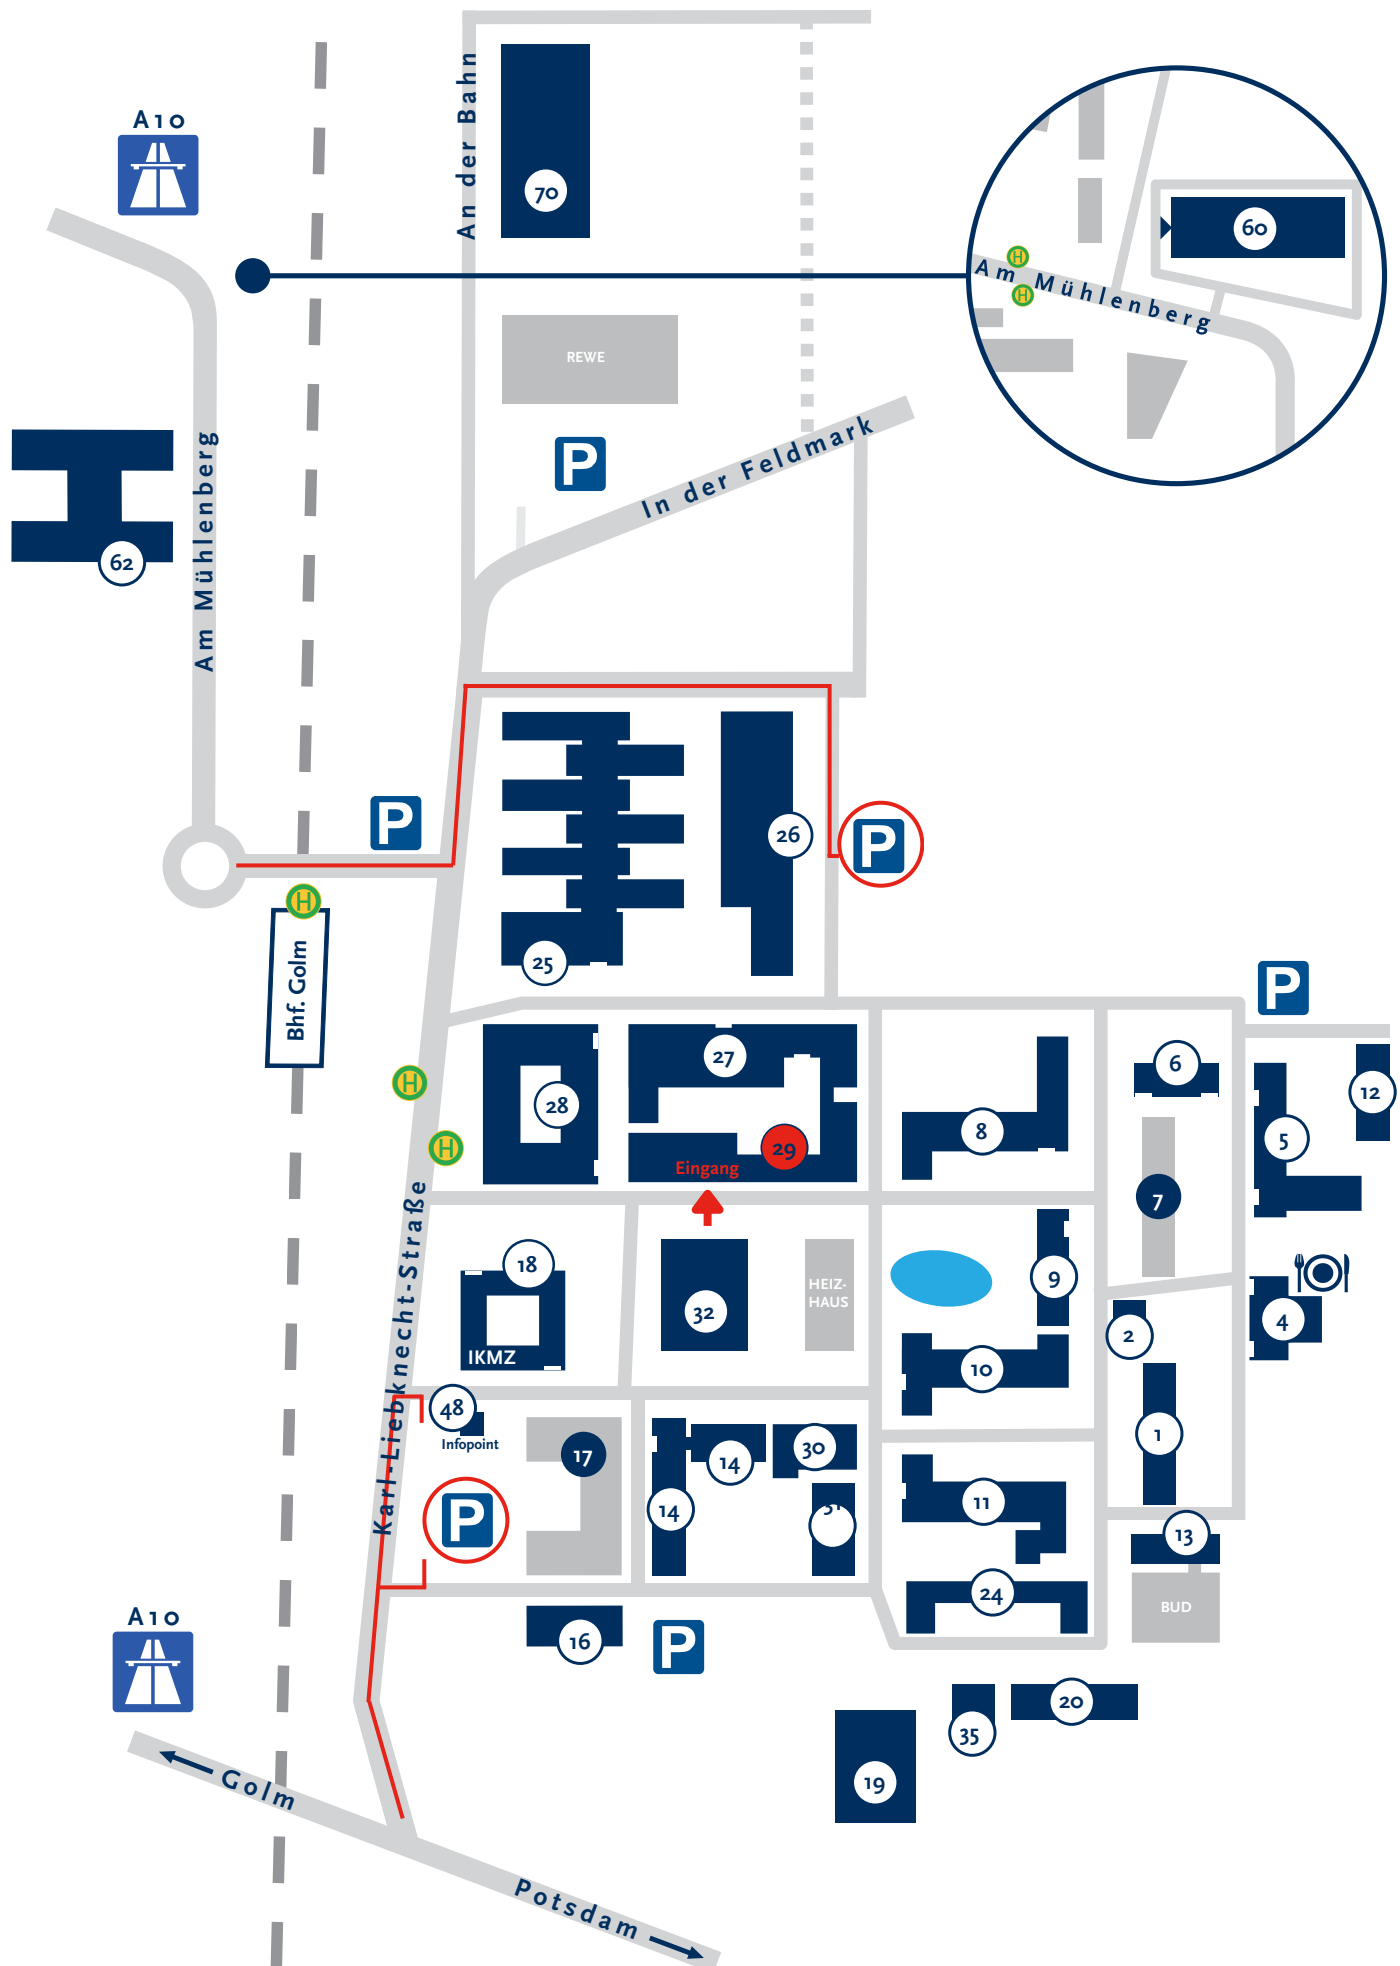 An der Bahn
A10
70
60
H
Am Mühlenberg
H
REWE
In der Feldmark
P
Am Mühlenberg
62
P
26
P
H
Bhf. Golm
25
P
27
6
H
28
12
8
5
H
29
Eingang
7
Karl-Liebknecht-Straße
18
9
HEIZ-
HAUS
32
4
2
IKMZ
10
48
Infopoint
17
14
30
1
14
11
P
13
24
BUD
A10
16
P
20
35
19
Golm
Potsdam